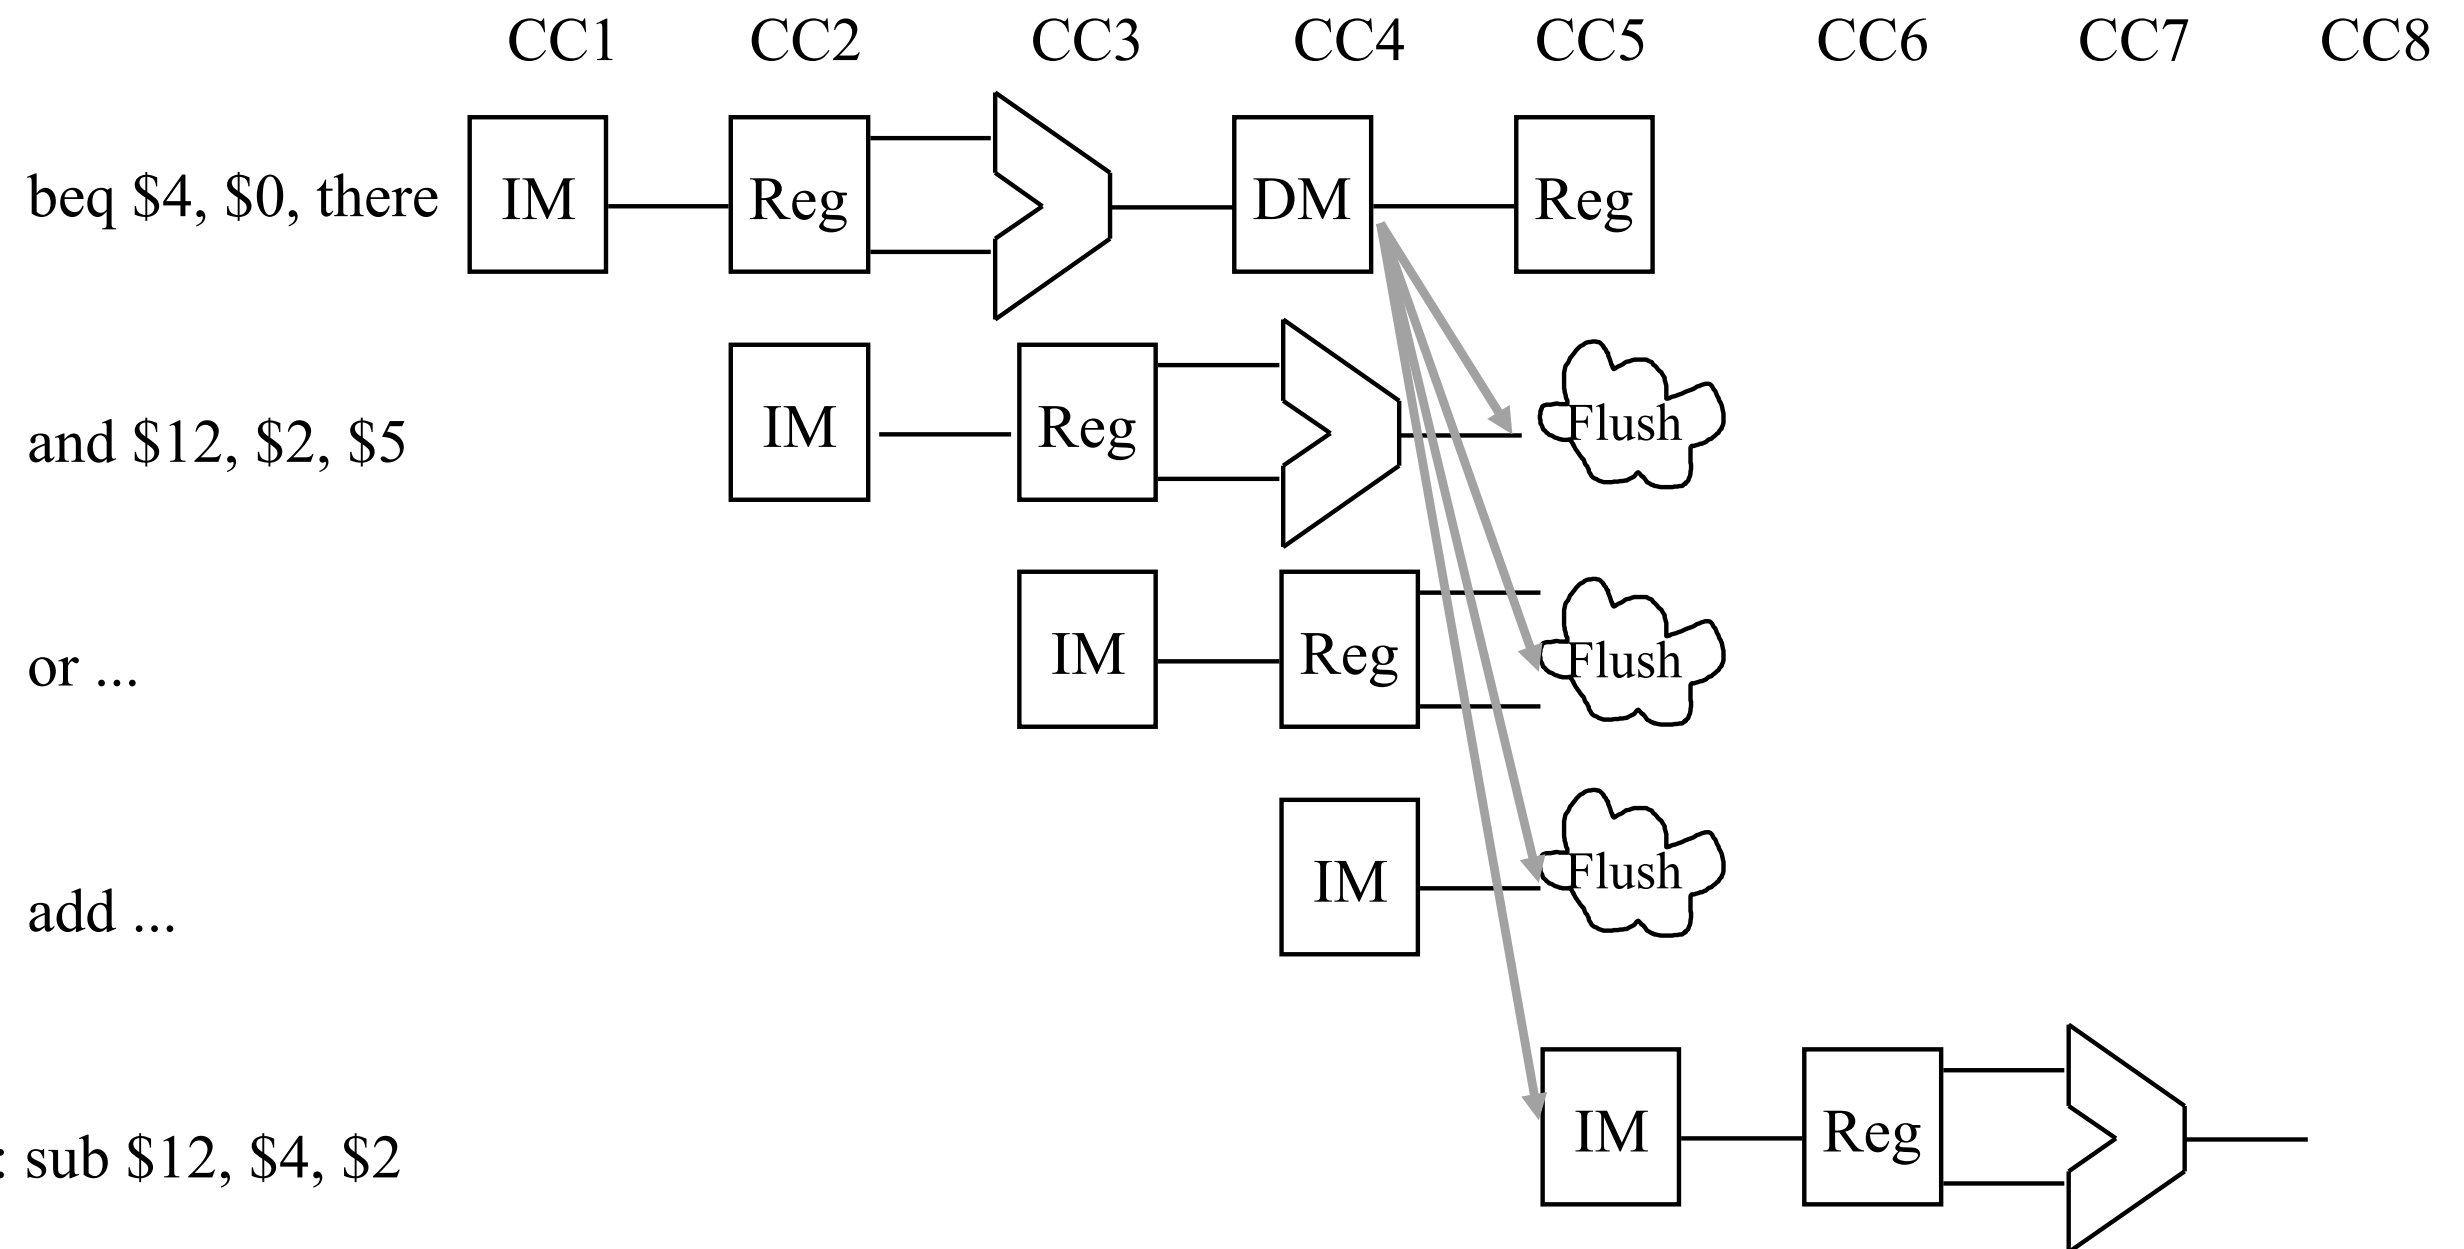 CC1 CC2 CC3 CC4 CC5 CC6 CC7 CC8
beq $4, $0, there IM Reg DM Reg
and $12, $2, $5 IM Reg Flush
or ... IM Reg Flush
add ... IM Flush
: sub $12, $4, $2 IM Reg